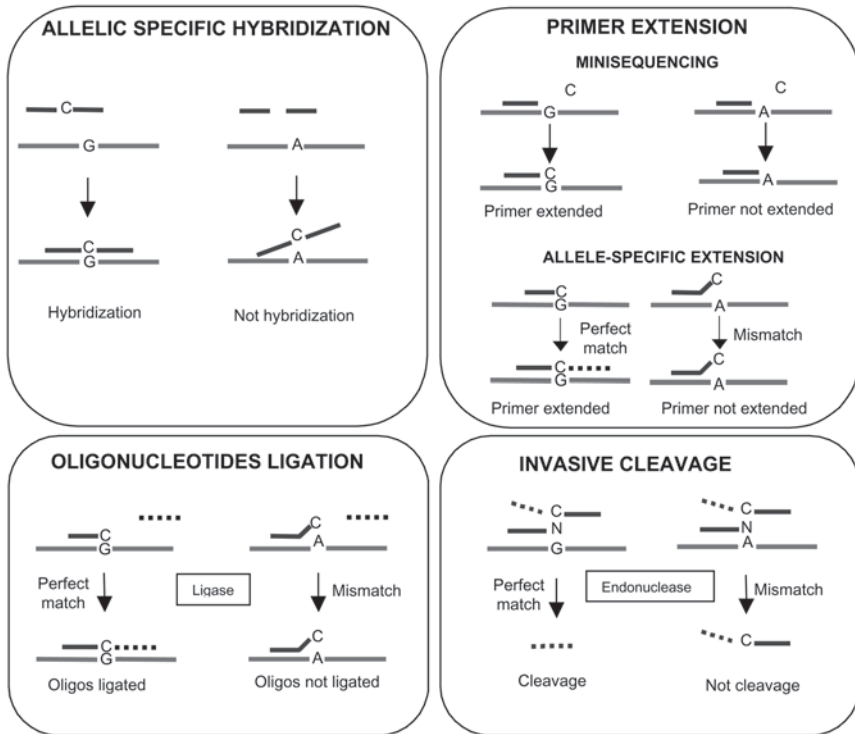 ALLELIC SPECIFIC HYBRIDIZATION
C
G A
C C
G A
Hybridization Not hybridization
PRIMER EXTENSION
MINISEQUENCING
C C
G A
C
G A
Primer extended Primer not extended
ALLELE-SPECIFIC EXTENSION
C C
G A
Perfect
match
Mismatch
C C
G A
Primer extended Primer not extended
OLIGONUCLEOTIDES LIGATION
C C
G A
Perfect
match
Ligase
Mismatch
C C
G A
Oligos ligated Oligos not ligated
INVASIVE CLEAVAGE
C C
N N
G A
Perfect
match
Endonuclease
Mismatch
C
Cleavage Not cleavage